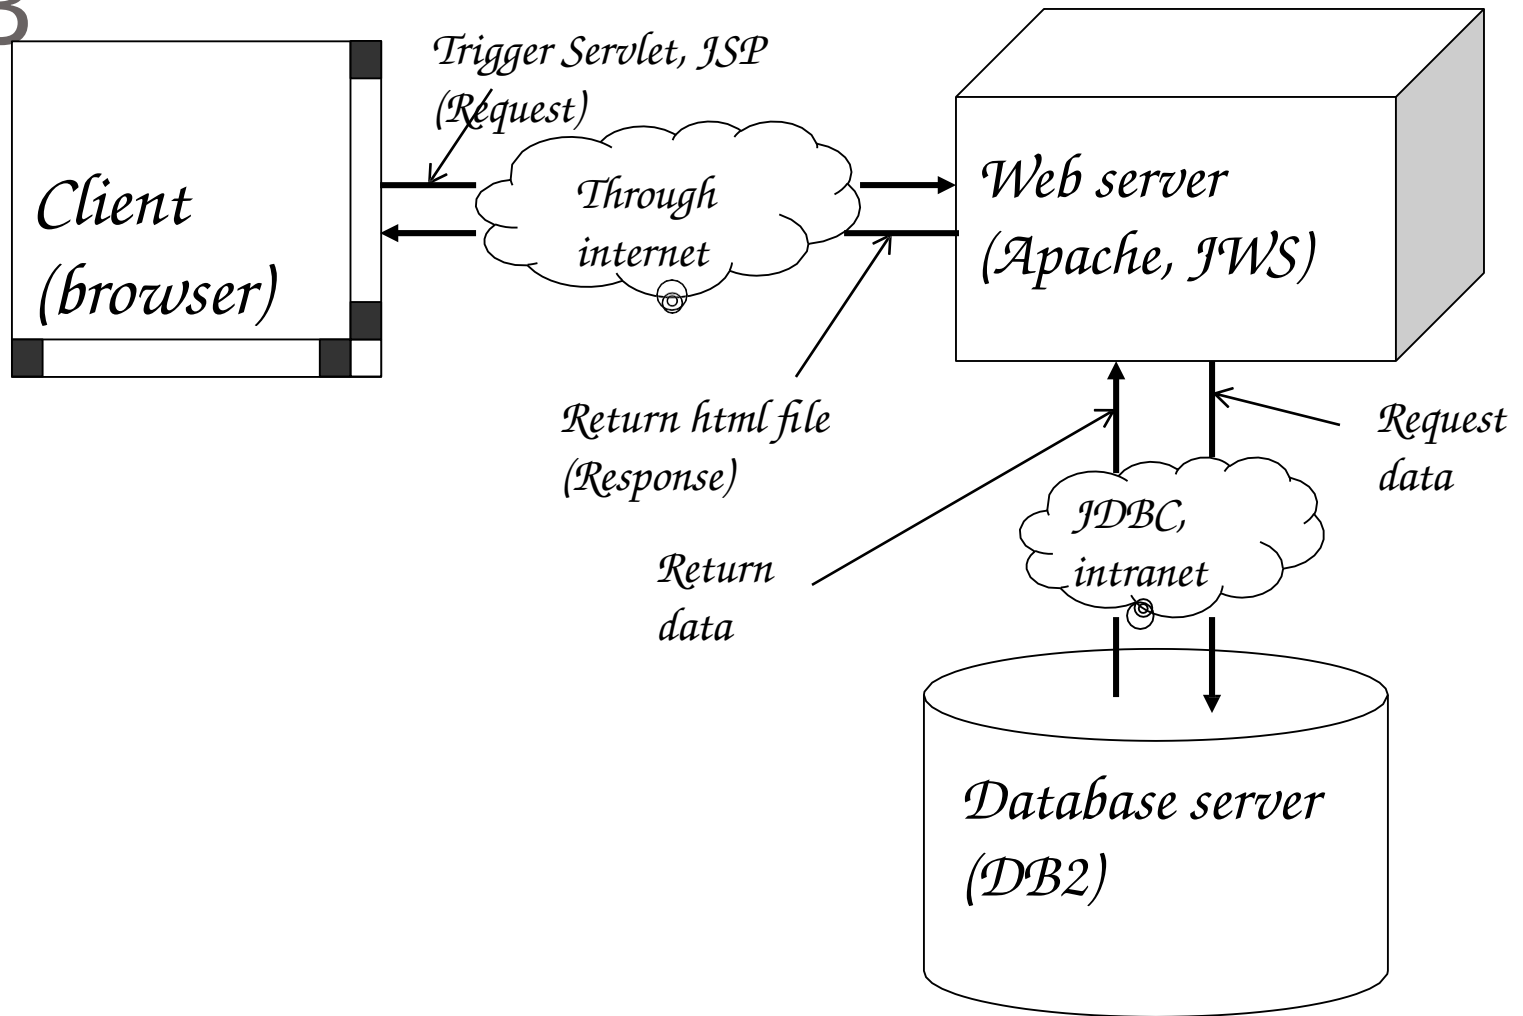 Trigger Servlet, JSP
(Request)
Client
(browser)
Through
internet
Web server
(Apache, JWS)
Return html file
(Response)
Request
data
JDBC,
intranet
Return
data
Database server
(DB2)